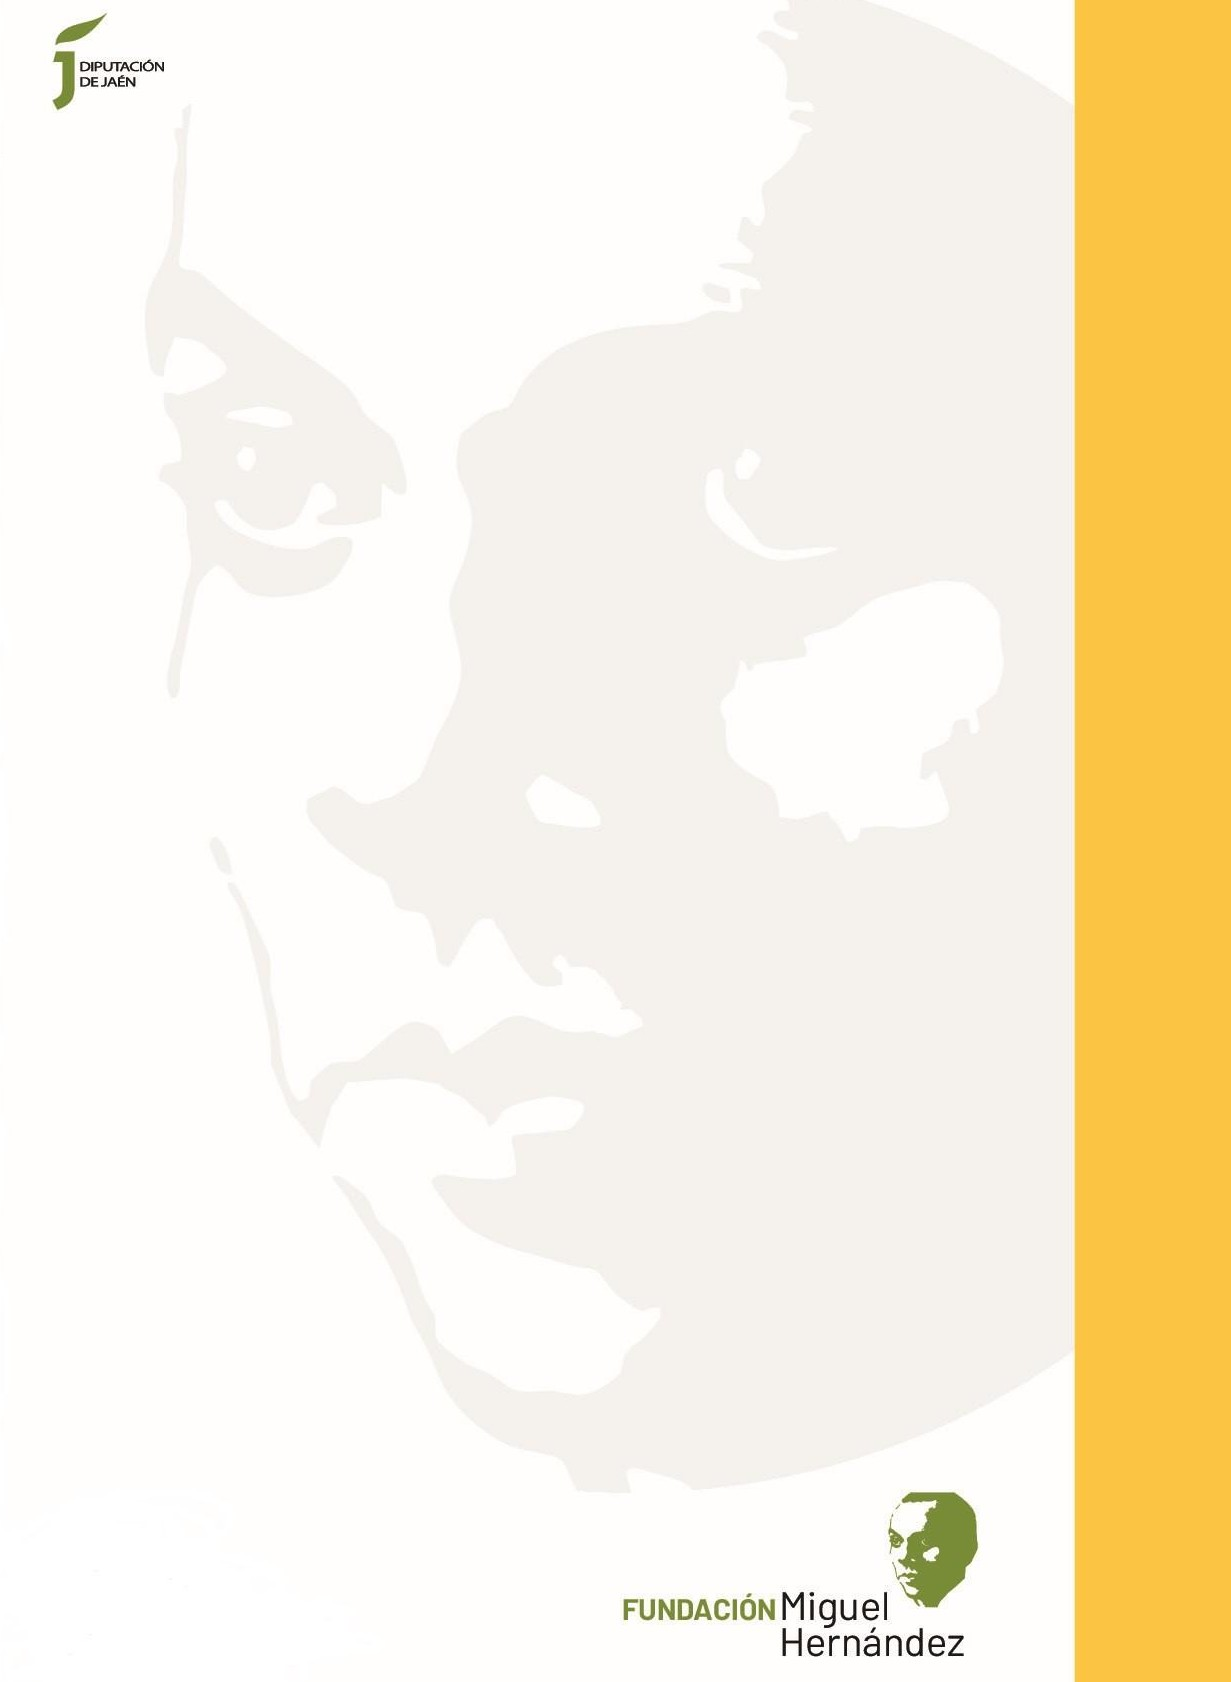 DIPUTACIÓN
DE JAÉN
FUNDACIÓN Miguel
Hernández